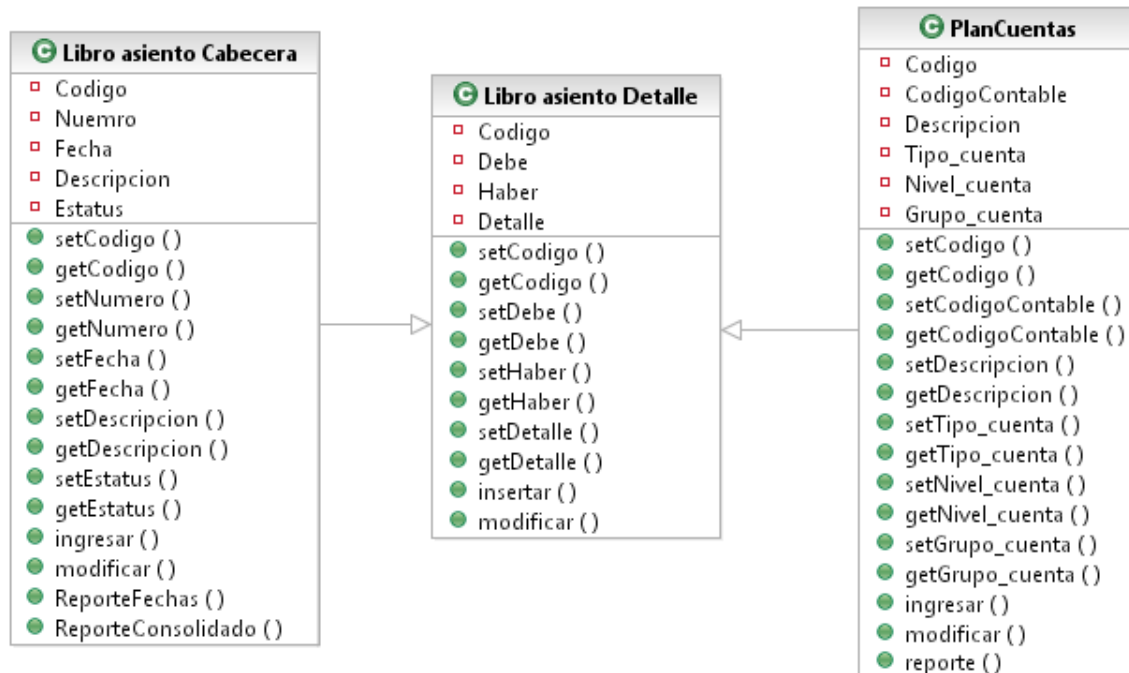 C Libro asiento Cabecera
Codigo
Nuemro
Fecha
Descripcion
Estatus
setCodigo ( )
getCodigo ( )
setNumero ( )
getNumero ( )
setFecha ( )
getFecha ( )
setDescripcion ( )
getDescripcion ( )
setEstatus ( )
getEstatus ( )
ingresar ( )
modificar ( )
ReporteFechas ( )
ReporteConsolidado ( )
C Libro asiento Detalle
Codigo
Debe
Haber
Detalle
setCodigo ( )
getCodigo ( )
setDebe ( )
getDebe ( )
setHaber ( )
getHaber ( )
setDetalle ( )
getDetalle ( )
insertar ( )
modificar ( )
C PlanCuentas
Codigo
CodigoContable
Descripcion
Tipo_cuenta
Nivel_cuenta
Grupo_cuenta
setCodigo ( )
getCodigo ( )
setCodigoContable ( )
getCodigoContable ( )
setDescripcion ( )
getDescripcion ( )
setTipo_cuenta ( )
getTipo_cuenta ( )
setNivel_cuenta ( )
getNivel_cuenta ( )
setGrupo_cuenta ( )
getGrupo_cuenta ( )
ingresar ( )
modificar ( )
reporte ( )